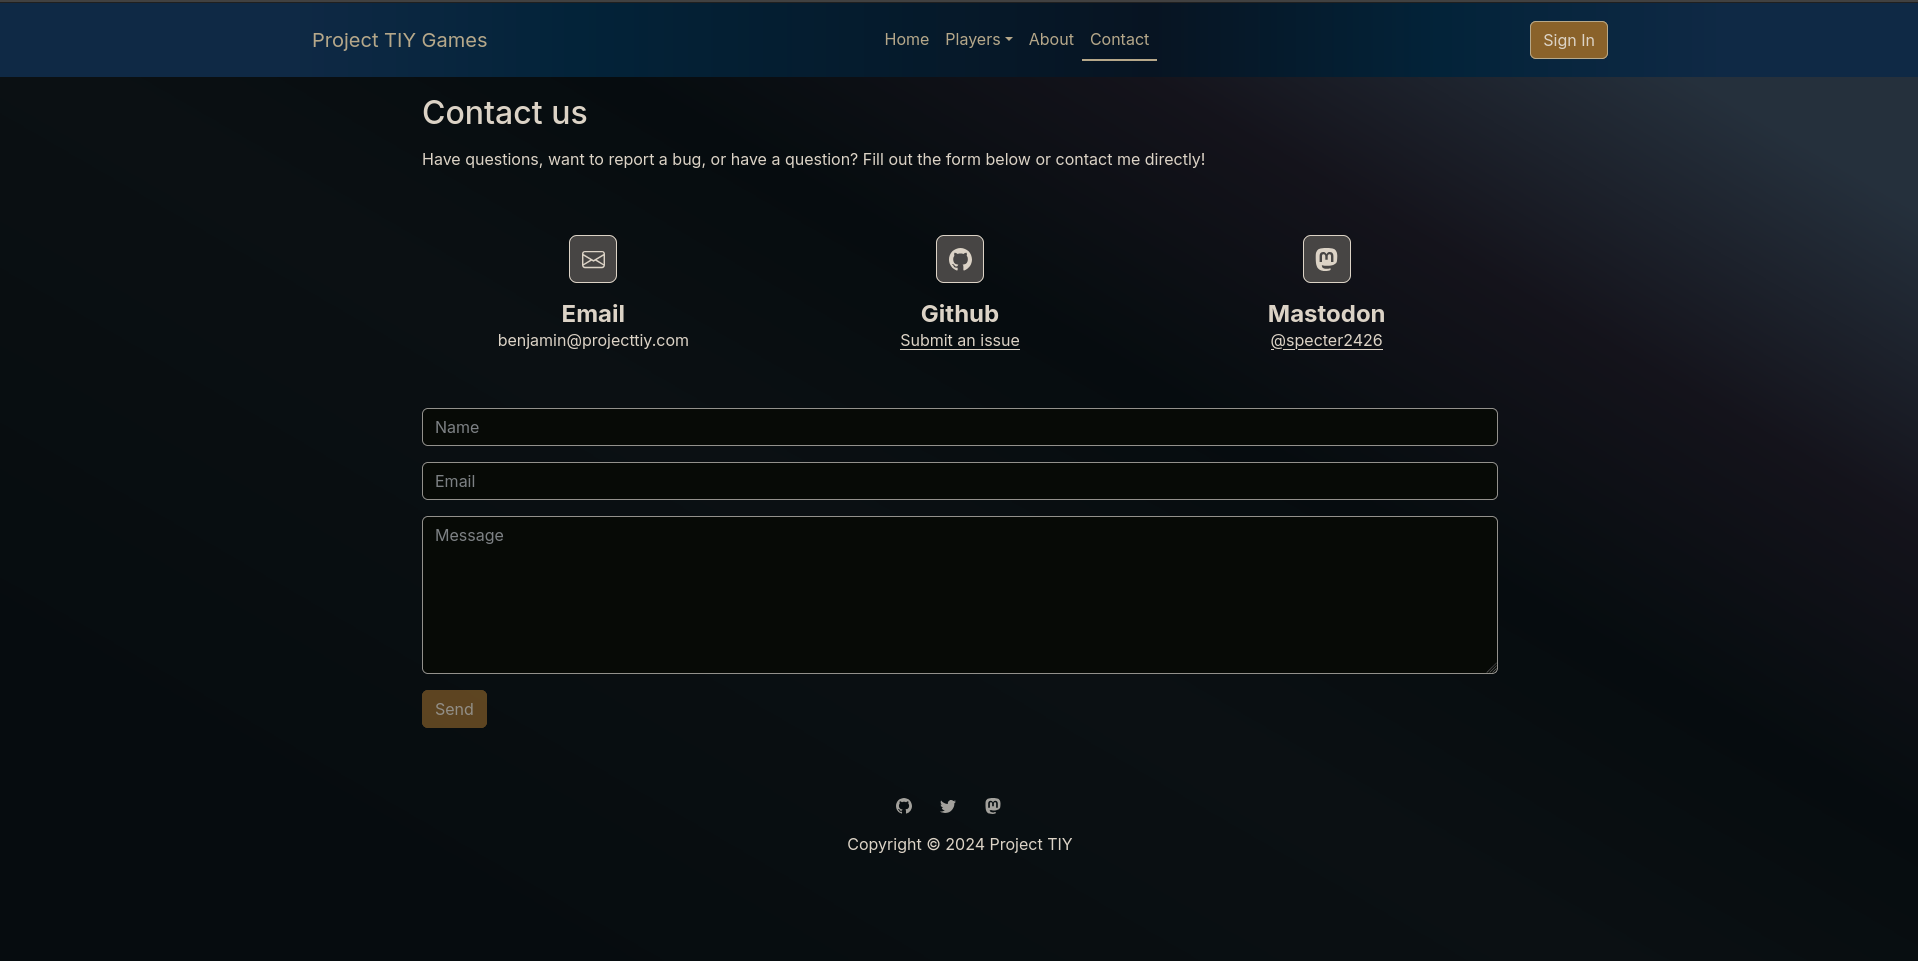 Project TIY Games
Home Players About Contact
Sign In
Contact us
Have questions, want to report a bug, or have a question? Fill out the form below or contact me directly!
Email
benjamin@projecttiy.com
Github
Submit an issue
Mastodon
@specter2426
Name
Email
Message
Send
Copyright © 2024 Project TIY